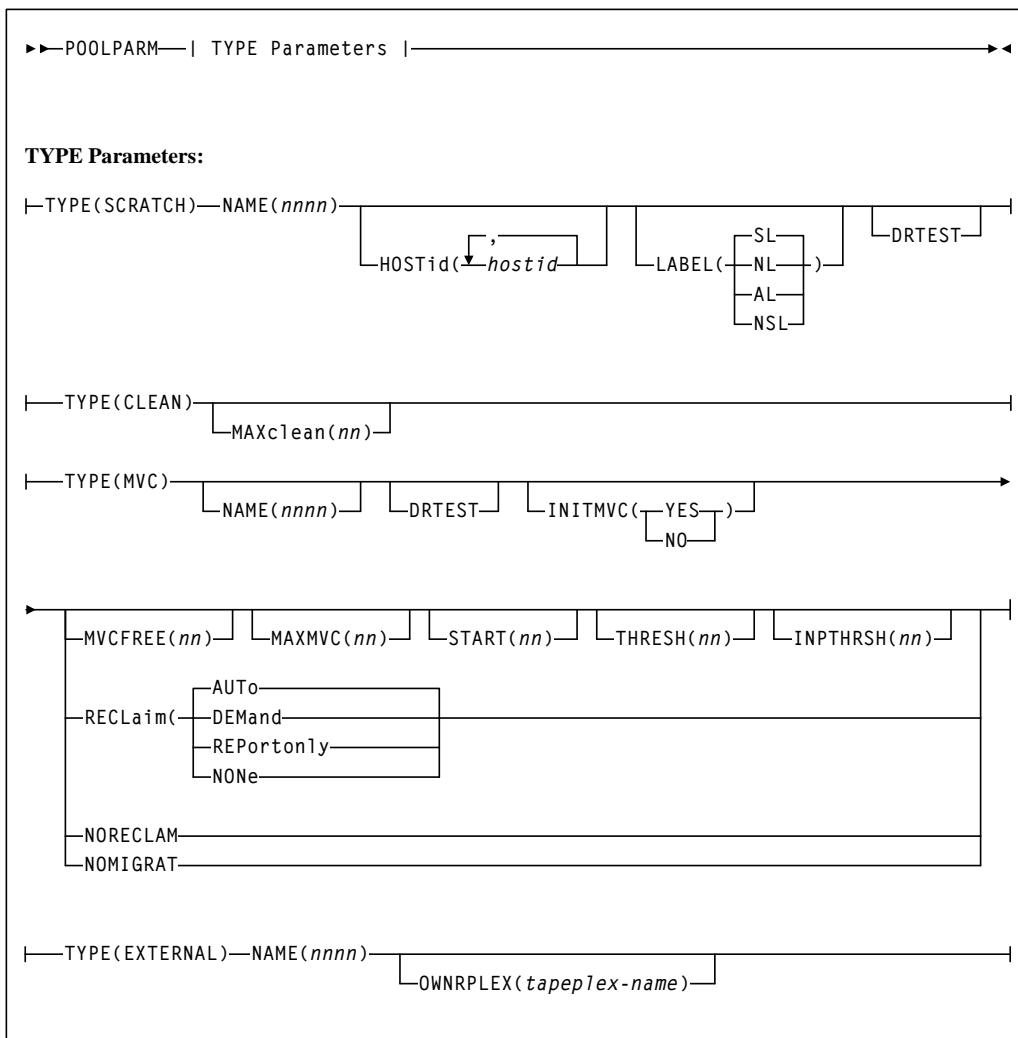 POOLPARM | TYPE Parameters |
TYPE Parameters:
TYPE(SCRATCH) NAME(nnnn)
HOSTid( , hostid
LABEL( SL
NL )
AL
NSL
DRTEST
TYPE(CLEAN)
MAXclean(nn)
TYPE(MVC)
NAME(nnnn)
DRTEST
INITMVC( YES )
NO
MVCFREE(nn) MAXMVC(nn) START(nn) THRESH(nn) INPTHRSH(nn)
AUTo
RECLaim( DEMand
REPortonly
NONe
NORECLAM
NOMIGRAT
TYPE(EXTERNAL) NAME(nnnn)
OWNRPLEX(tapeplex-name)